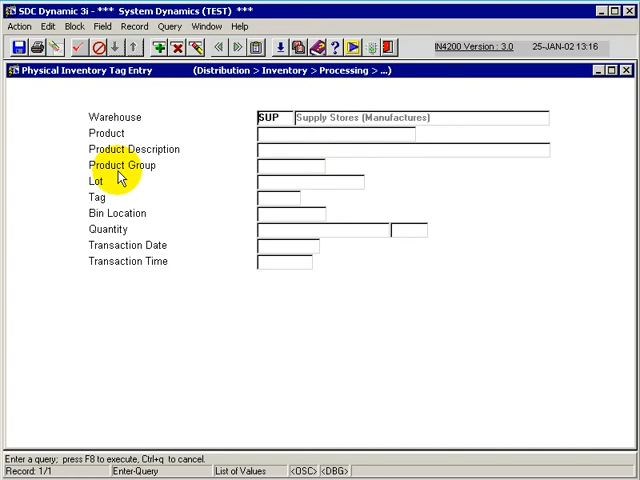 SDC Dynamic 3i - *** System Dynamics (TEST) ***
Action Edit Block Field Record Query Window Help
IN4200 Version : 3.0 25-JAN-02 13:16
Physical Inventory Tag Entry (Distribution > Inventory > Processing > ...)
Warehouse SUP Supply Stores (Manufactures)
Product
Product Description
Product Group
Lot
Tag
Bin Location
Quantity
Transaction Date
Transaction Time
Enter a query; press F8 to execute, Ctrl+q to cancel.
Record: 1/1 Enter-Query List of Values <OSC> <DBG>